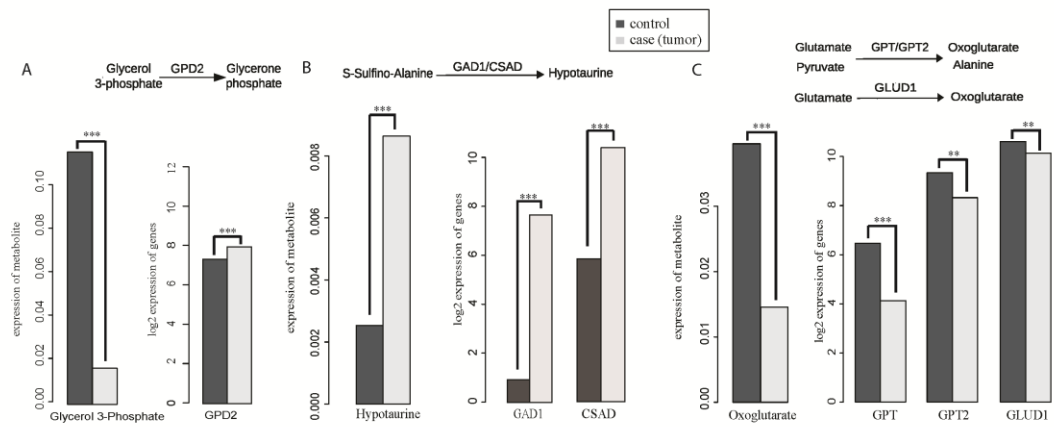 control
case (tumor)
A
Glycerol
3-phosphate
GPD2
Glycerone
phosphate
***
expression of metabolite
0.00
0.02
0.04
0.06
0.08
0.10
Glycerol 3-Phosphate
***
log2 expression of genes
0
2
4
6
8
10
12
GPD2
B
S-Sulfino-Alanine
GAD1/CSAD
Hypotaurine
***
expression of metabolite
0.000
0.002
0.004
0.006
0.008
Hypotaurine
***
***
log2 expression of genes
0
2
4
6
8
10
GAD1
CSAD
C
Glutamate
Pyruvate
GPT/GPT2
Oxoglutarate
Alanine
Glutamate
GLUD1
Oxoglutarate
***
expression of metabolite
0.00
0.01
0.02
0.03
Oxoglutarate
***
**
**
log2 expression of genes
0
2
4
6
8
10
GPT
GPT2
GLUD1